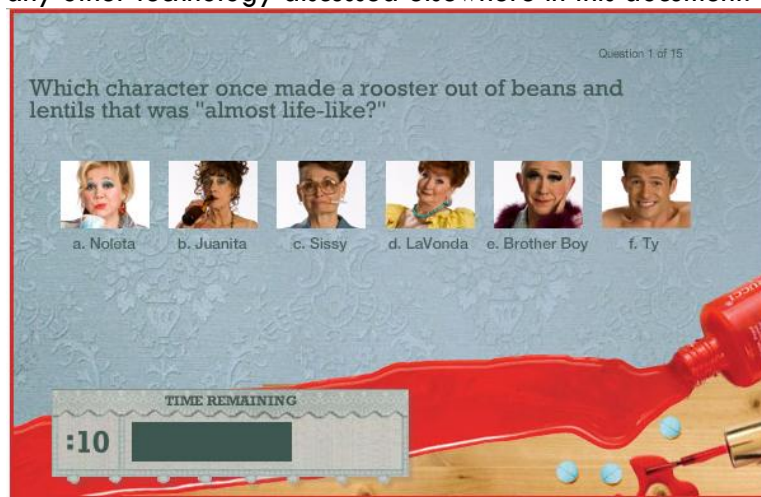 any other technology discussed elsewhere in this document.
Question 1 of 15
Which character once made a rooster out of beans and
lentils that was "almost life-like?"
a. Noleta b. Juanita c. Sissy d. LaVonda e. Brother Boy f. Ty
TIME REMAINING
:10